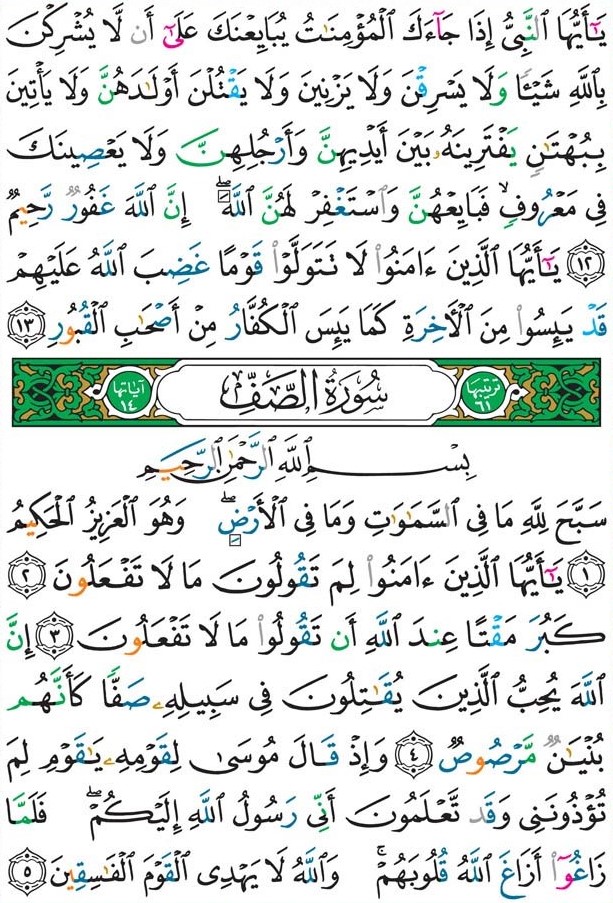 يَٰٓأَيُّهَا ٱلنَّبِيُّ إِذَا جَآءَكَ ٱلْمُؤْمِنَٰتُ يُبَايِعْنَكَ عَلَىٰٓ أَن لَّا يُشْرِكْنَ
بِٱللَّهِ شَيْـًٔا وَلَا يَسْرِقْنَ وَلَا يَزْنِينَ وَلَا يَقْتُلْنَ أَوْلَٰدَهُنَّ وَلَا يَأْتِينَ
بِبُهْتَٰنٍ يَفْتَرِينَهُۥ بَيْنَ أَيْدِيهِنَّ وَأَرْجُلِهِنَّ وَلَا يَعْصِينَكَ
فِى مَعْرُوفٍ ۙ فَبَايِعْهُنَّ وَٱسْتَغْفِرْ لَهُنَّ ٱللَّهَ ۖ إِنَّ ٱللَّهَ غَفُورٌ رَّحِيمٌ
١٢ يَٰٓأَيُّهَا ٱلَّذِينَ ءَامَنُوا۟ لَا تَتَوَلَّوْا۟ قَوْمًا غَضِبَ ٱللَّهُ عَلَيْهِمْ
قَدْ يَئِسُوا۟ مِنَ ٱلْءَاخِرَةِ كَمَا يَئِسَ ٱلْكُفَّارُ مِنْ أَصْحَٰبِ ٱلْقُبُورِ ١٣
ترتيبها ٦١ سُورَةُ ٱلصَّفِّ آياتها ١٤
بِسْمِ ٱللَّهِ ٱلرَّحْمَٰنِ ٱلرَّحِيمِ
سَبَّحَ لِلَّهِ مَا فِى ٱلسَّمَٰوَٰتِ وَمَا فِى ٱلْأَرْضِ ۖ وَهُوَ ٱلْعَزِيزُ ٱلْحَكِيمُ
١ يَٰٓأَيُّهَا ٱلَّذِينَ ءَامَنُوا۟ لِمَ تَقُولُونَ مَا لَا تَفْعَلُونَ ٢
كَبُرَ مَقْتًا عِندَ ٱللَّهِ أَن تَقُولُوا۟ مَا لَا تَفْعَلُونَ ٣ إِنَّ
ٱللَّهَ يُحِبُّ ٱلَّذِينَ يُقَٰتِلُونَ فِى سَبِيلِهِۦ صَفًّا كَأَنَّهُم
بُنْيَٰنٌ مَّرْصُوصٌ ٤ وَإِذْ قَالَ مُوسَىٰ لِقَوْمِهِۦ يَٰقَوْمِ لِمَ
تُؤْذُونَنِى وَقَد تَّعْلَمُونَ أَنِّى رَسُولُ ٱللَّهِ إِلَيْكُمْ ۖ فَلَمَّا
زَاغُوٓا۟ أَزَاغَ ٱللَّهُ قُلُوبَهُمْ ۚ وَٱللَّهُ لَا يَهْدِى ٱلْقَوْمَ ٱلْفَٰسِقِينَ ٥